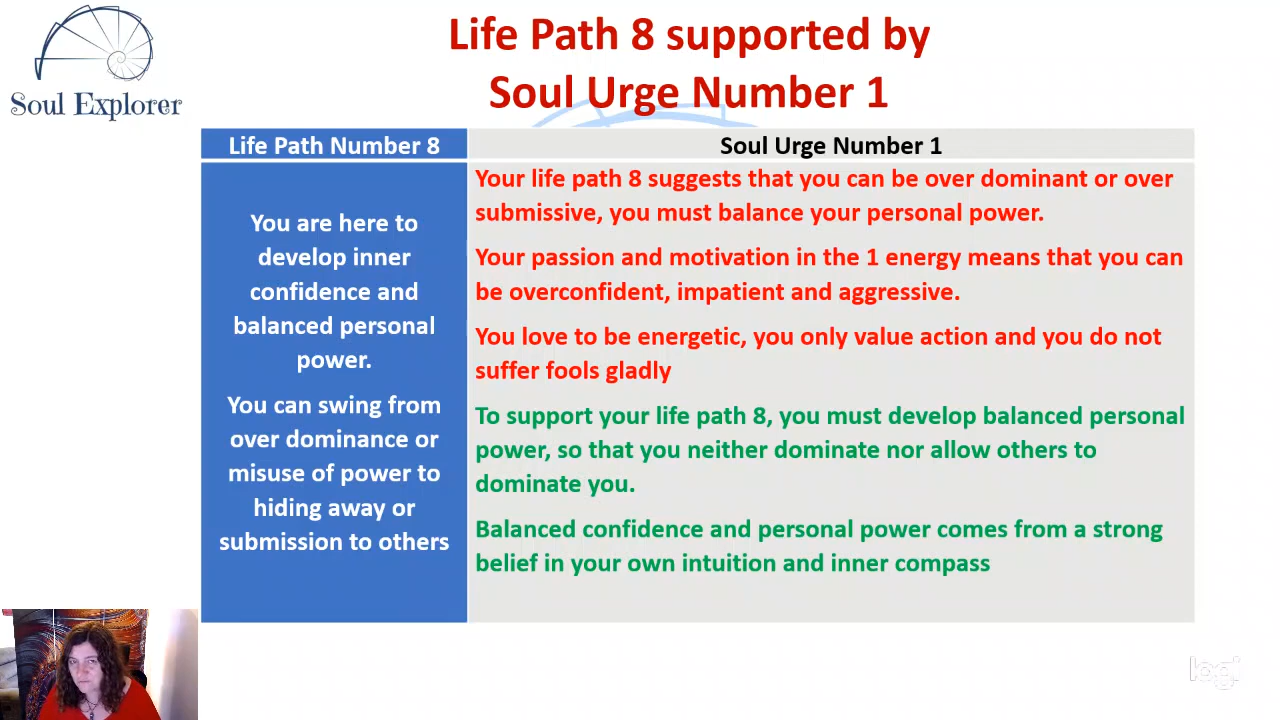 Life Path 8 supported by
Soul Urge Number 1
Soul Explorer
Life Path Number 8
Soul Urge Number 1
You are here to
develop inner
confidence and
balanced personal
power.
You can swing from
over dominance or
misuse of power to
hiding away or
submission to others
Your life path 8 suggests that you can be over dominant or over
submissive, you must balance your personal power.
Your passion and motivation in the 1 energy means that you can
be overconfident, impatient and aggressive.
You love to be energetic, you only value action and you do not
suffer fools gladly
To support your life path 8, you must develop balanced personal
power, so that you neither dominate nor allow others to
dominate you.
Balanced confidence and personal power comes from a strong
belief in your own intuition and inner compass
logi